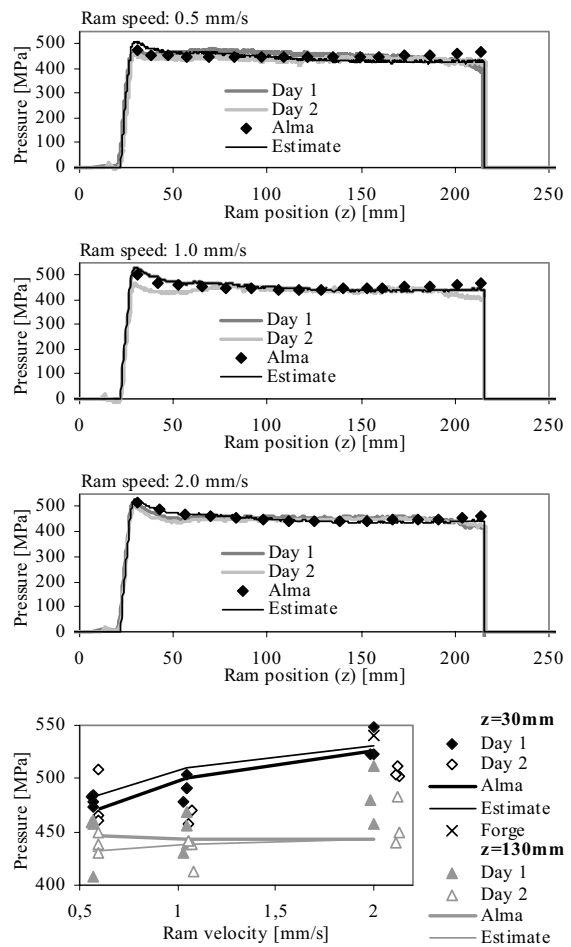 Ram speed: 0.5 mm/s
Pressure [MPa]
500
400
300
200
100
0
Day 1
Day 2
Alma
Estimate
0 50 100 150 200 250
Ram position (z) [mm]
Ram speed: 1.0 mm/s
Pressure [MPa]
500
400
300
200
100
0
Day 1
Day 2
Alma
Estimate
0 50 100 150 200 250
Ram position (z) [mm]
Ram speed: 2.0 mm/s
Pressure [MPa]
500
400
300
200
100
0
Day 1
Day 2
Alma
Estimate
0 50 100 150 200 250
Ram position (z) [mm]
Pressure [MPa]
550
500
450
400
0,5 1 1,5 2
Ram velocity [mm/s]
z=30mm
Day 1
Day 2
Alma
Estimate
Forge
z=130mm
Day 1
Day 2
Alma
Estimate